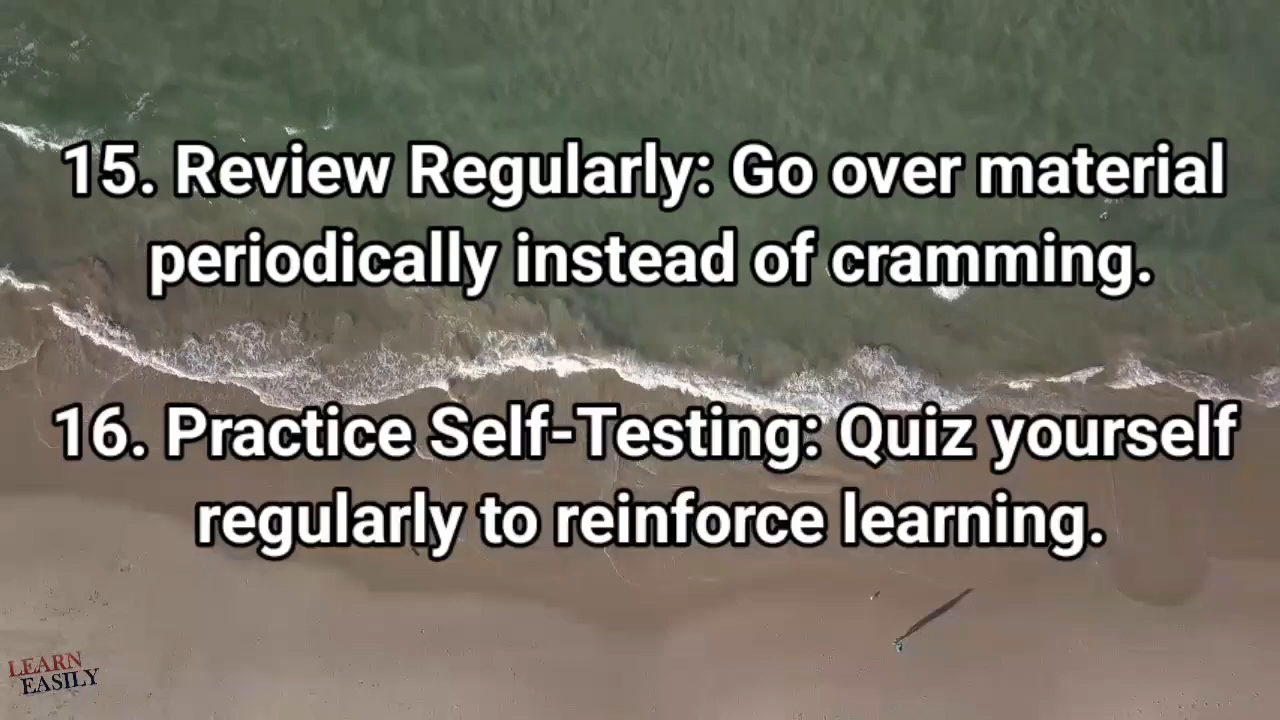 15. Review Regularly: Go over material
periodically instead of cramming.
16. Practice Self-Testing: Quiz yourself
regularly to reinforce learning.
LEARN
EASILY